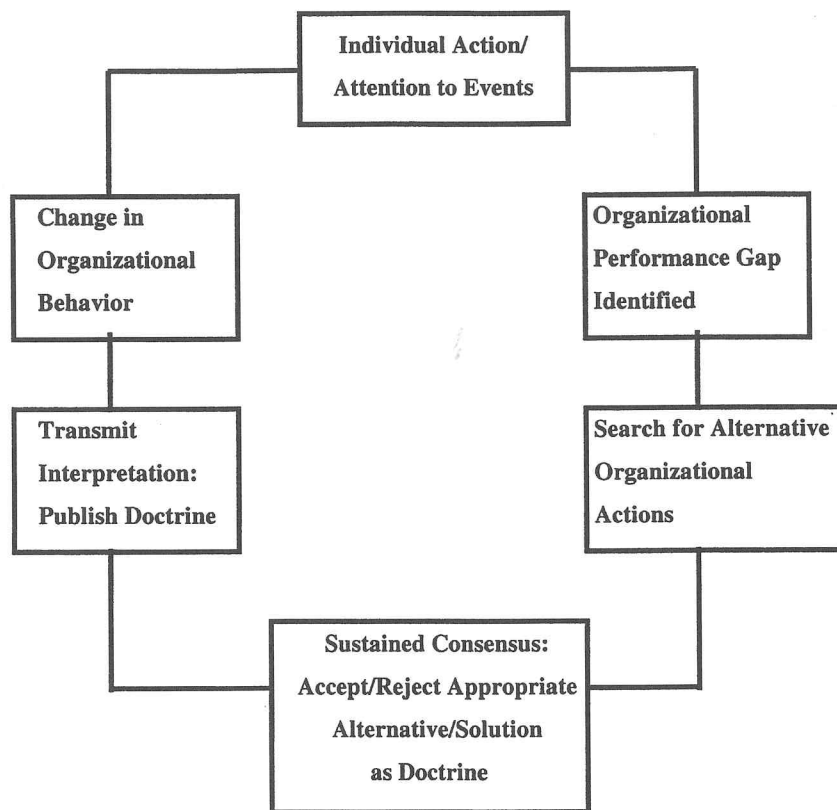 Individual Action/
Attention to Events
Organizational
Performance Gap
Identified
Search for Alternative
Organizational
Actions
Sustained Consensus:
Accept/Reject Appropriate
Alternative/Solution
as Doctrine
Transmit
Interpretation:
Publish Doctrine
Change in
Organizational
Behavior